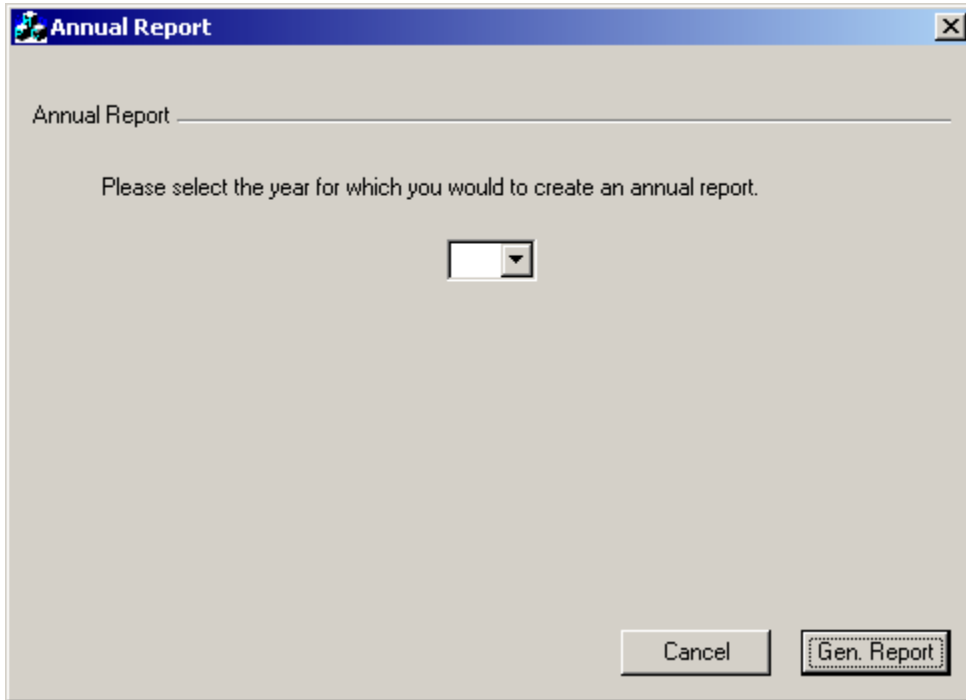 Annual Report
Annual Report
Please select the year for which you would to create an annual report.
Cancel
Gen. Report